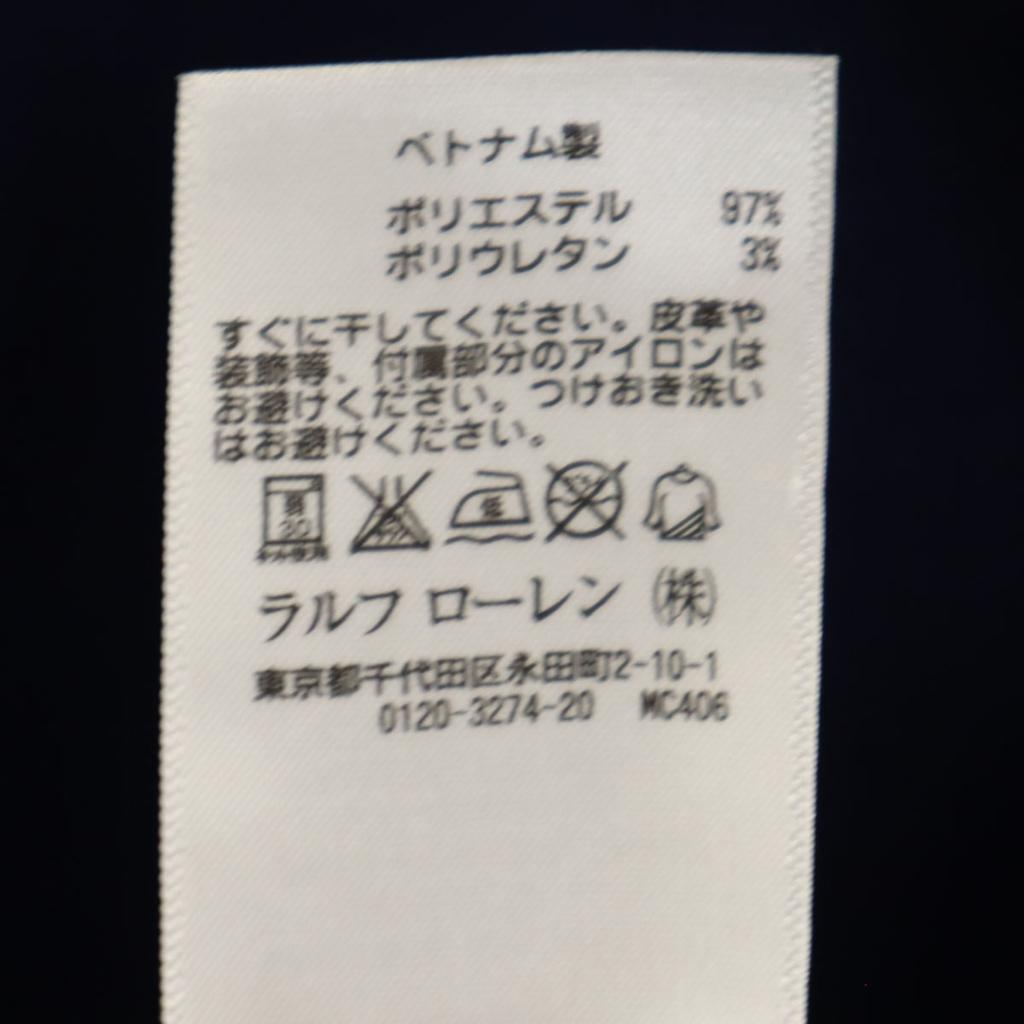 ベトナム製
ポリエステル 97%
ポリウレタン 3%
すぐに干してください。皮革や
装飾等、付属部分のアイロンは
お避けください。つけおき洗い
はお避けください。
弱
30
低
ラルフ ローレン ㈱
東京都千代田区永田町2-10-1
0120-3274-20 MC406